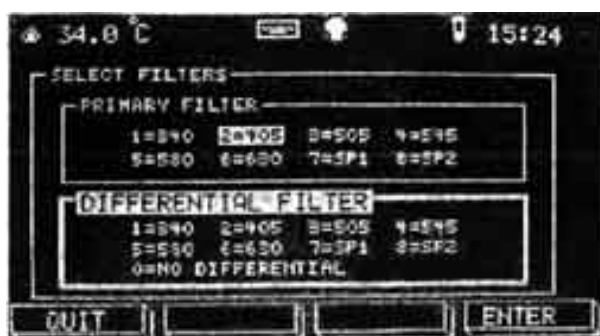 34.0 °C 15:24
SELECT FILTERS
PRIMARY FILTER
1=340 2=405 3=505 4=545
5=580 6=630 7=SP1 8=SP2
DIFFERENTIAL FILTER
1=340 2=405 3=505 4=545
5=580 6=630 7=SP1 8=SP2
0=NO DIFFERENTIAL
QUIT ENTER